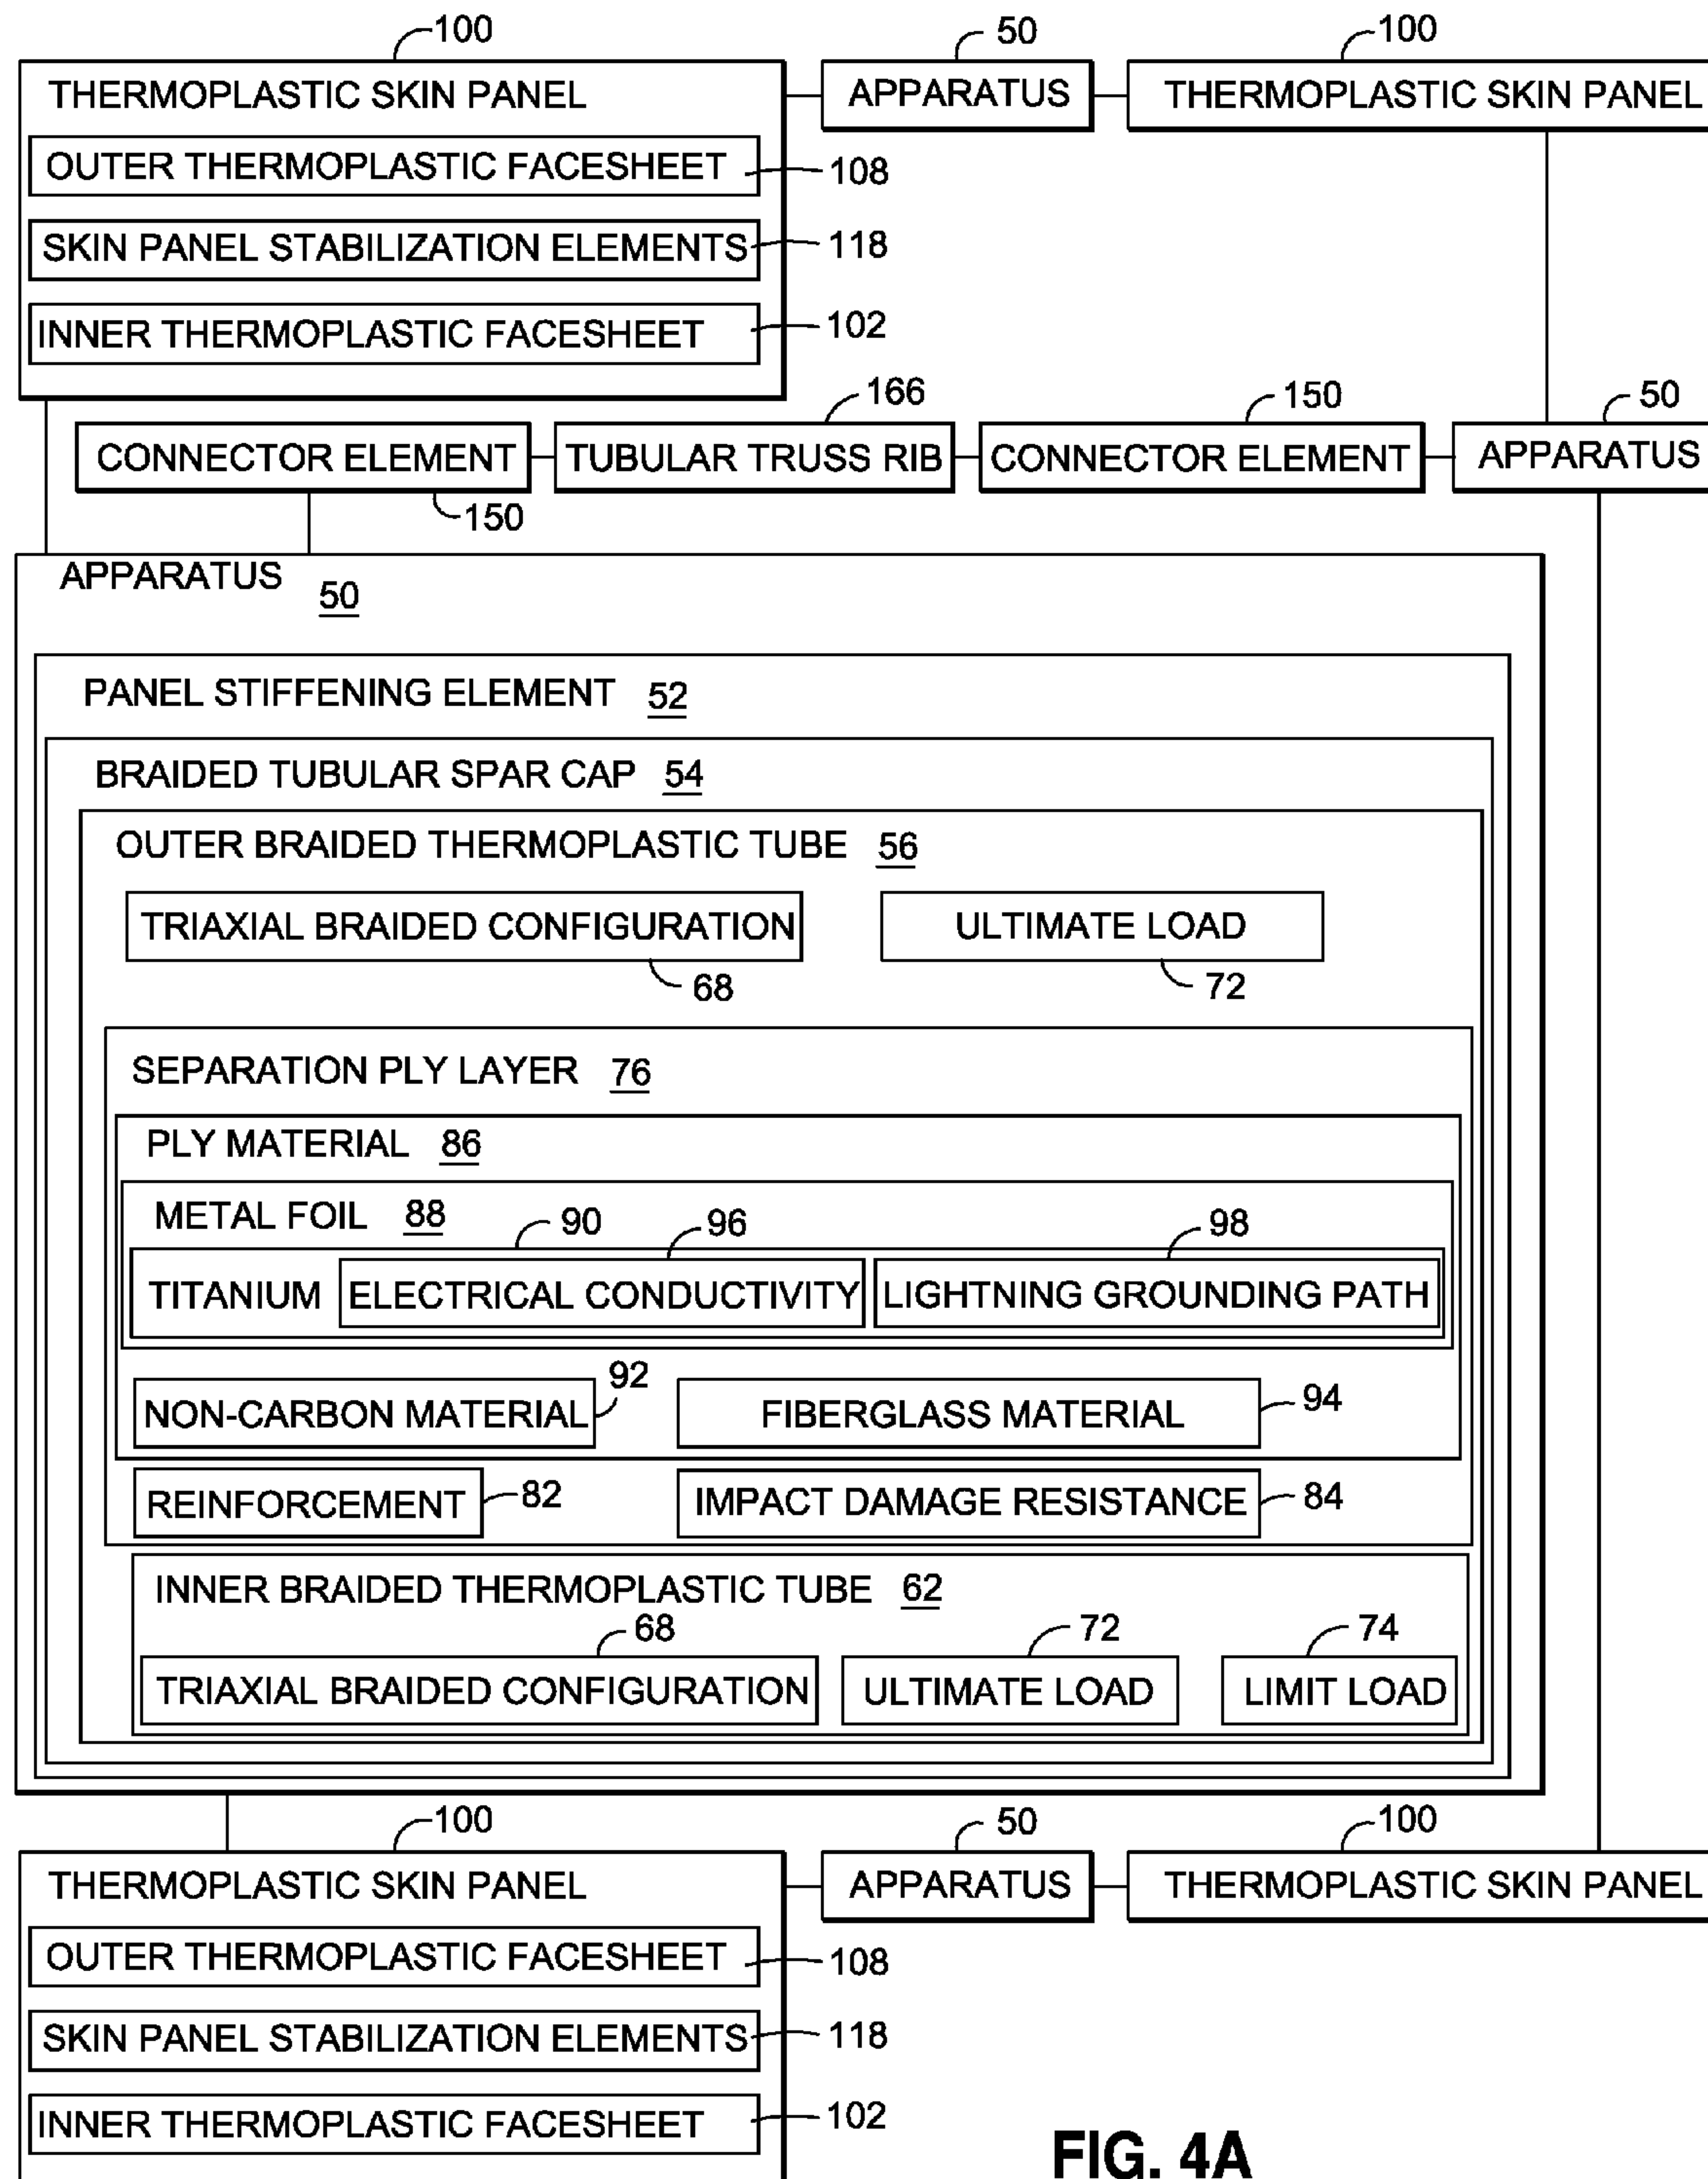 100
50
100
THERMOPLASTIC SKIN PANEL
APPARATUS
THERMOPLASTIC SKIN PANEL
OUTER THERMOPLASTIC FACESHEET
108
SKIN PANEL STABILIZATION ELEMENTS
118
INNER THERMOPLASTIC FACESHEET
102
166
150
50
CONNECTOR ELEMENT
TUBULAR TRUSS RIB
CONNECTOR ELEMENT
APPARATUS
150
APPARATUS 50
PANEL STIFFENING ELEMENT 52
BRAIDED TUBULAR SPAR CAP 54
OUTER BRAIDED THERMOPLASTIC TUBE 56
TRIAXIAL BRAIDED CONFIGURATION
ULTIMATE LOAD
68
72
SEPARATION PLY LAYER 76
PLY MATERIAL 86
METAL FOIL 88
90
96
98
TITANIUM
ELECTRICAL CONDUCTIVITY
LIGHTNING GROUNDING PATH
92
NON-CARBON MATERIAL
FIBERGLASS MATERIAL
94
REINFORCEMENT
82
IMPACT DAMAGE RESISTANCE
84
INNER BRAIDED THERMOPLASTIC TUBE 62
68
72
74
TRIAXIAL BRAIDED CONFIGURATION
ULTIMATE LOAD
LIMIT LOAD
100
50
100
THERMOPLASTIC SKIN PANEL
APPARATUS
THERMOPLASTIC SKIN PANEL
OUTER THERMOPLASTIC FACESHEET
108
SKIN PANEL STABILIZATION ELEMENTS
118
INNER THERMOPLASTIC FACESHEET
102
FIG. 4A